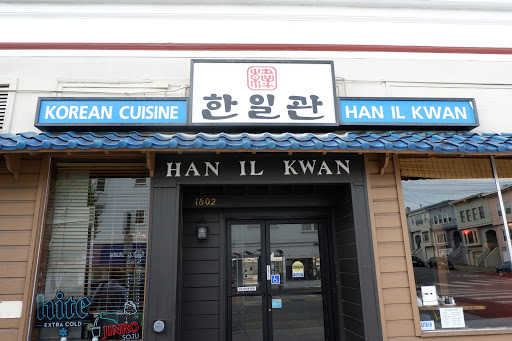 KOREAN CUISINE
한일관
HAN IL KWAN
HAN IL KWAN
1802
hite
EXTRA COLD
JINRO
SOJU